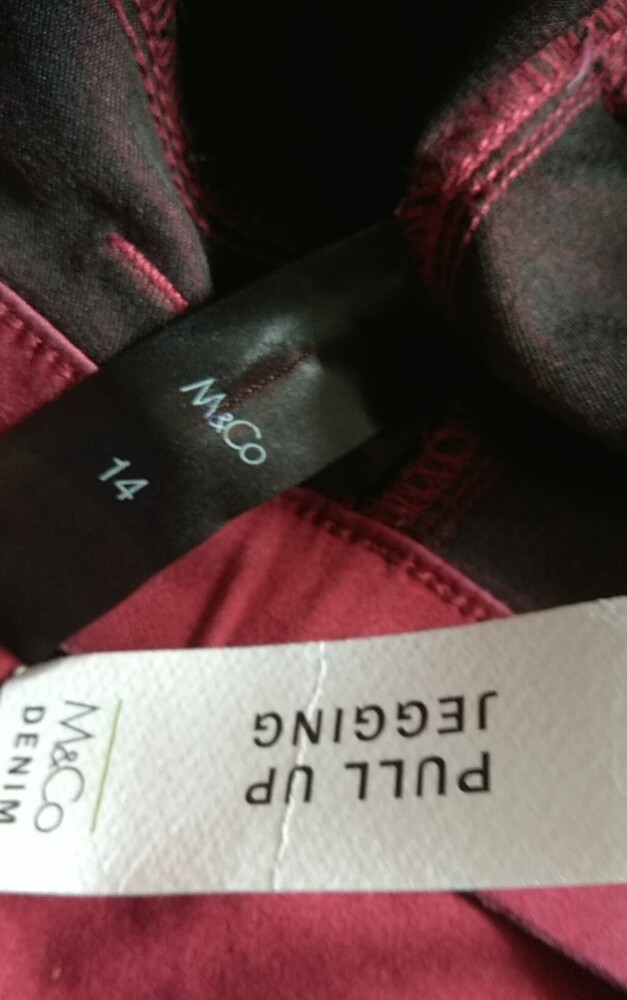 M&Co
14
PULL UP
JEGGING
M&Co
DENIM